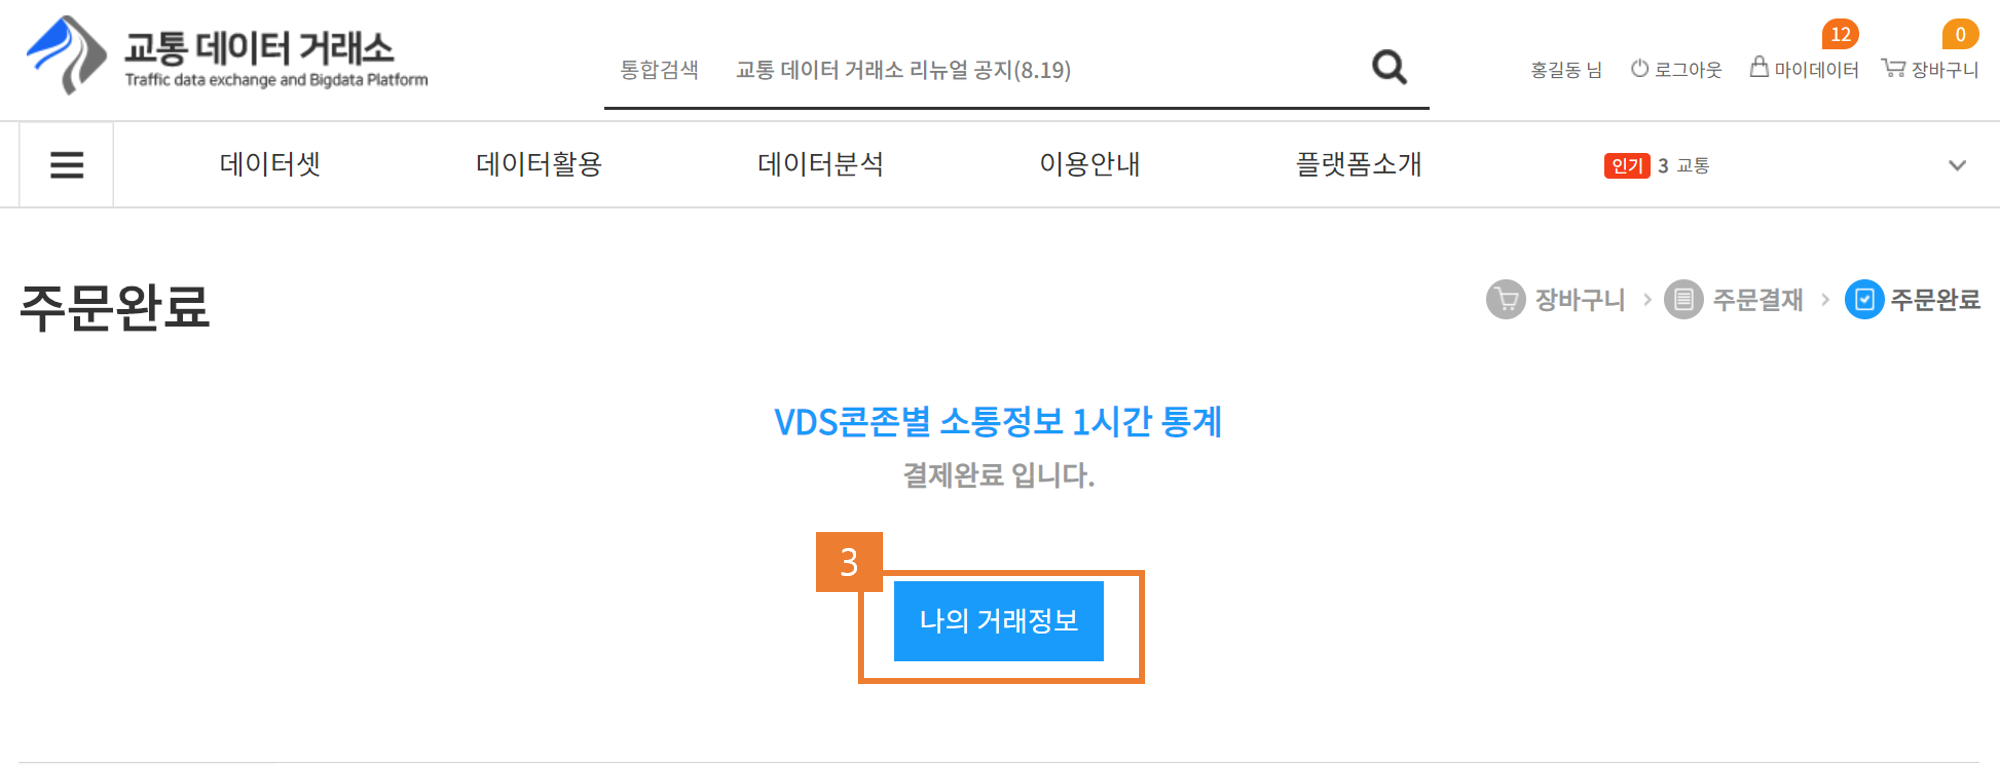 교통 데이터 거래소
Traffic data exchange and Bigdata Platform
통합검색 교통 데이터 거래소 리뉴얼 공지(8.19)
홍길동 님 로그아웃 12 마이데이터 0 장바구니
데이터셋 데이터활용 데이터분석 이용안내 플랫폼소개 인기 3 교통
주문완료
장바구니 > 주문결재 > 주문완료
VDS콘존별 소통정보 1시간 통계
결제완료 입니다.
3
나의 거래정보